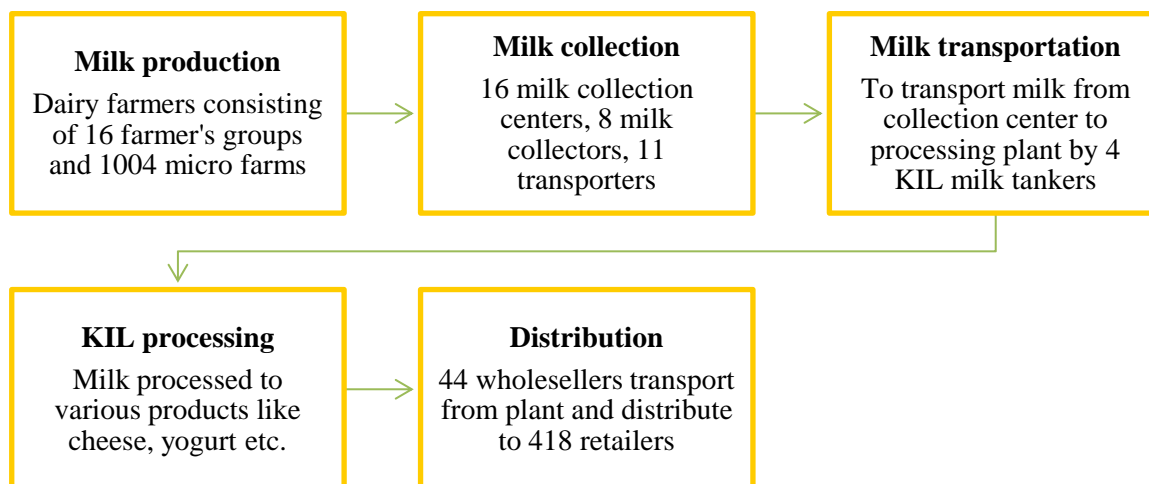 Milk production
Dairy farmers consisting
of 16 farmer's groups
and 1004 micro farms
Milk collection
16 milk collection
centers, 8 milk
collectors, 11
transporters
Milk transportation
To transport milk from
collection center to
processing plant by 4
KIL milk tankers
KIL processing
Milk processed to
various products like
cheese, yogurt etc.
Distribution
44 wholesellers transport
from plant and distribute
to 418 retailers